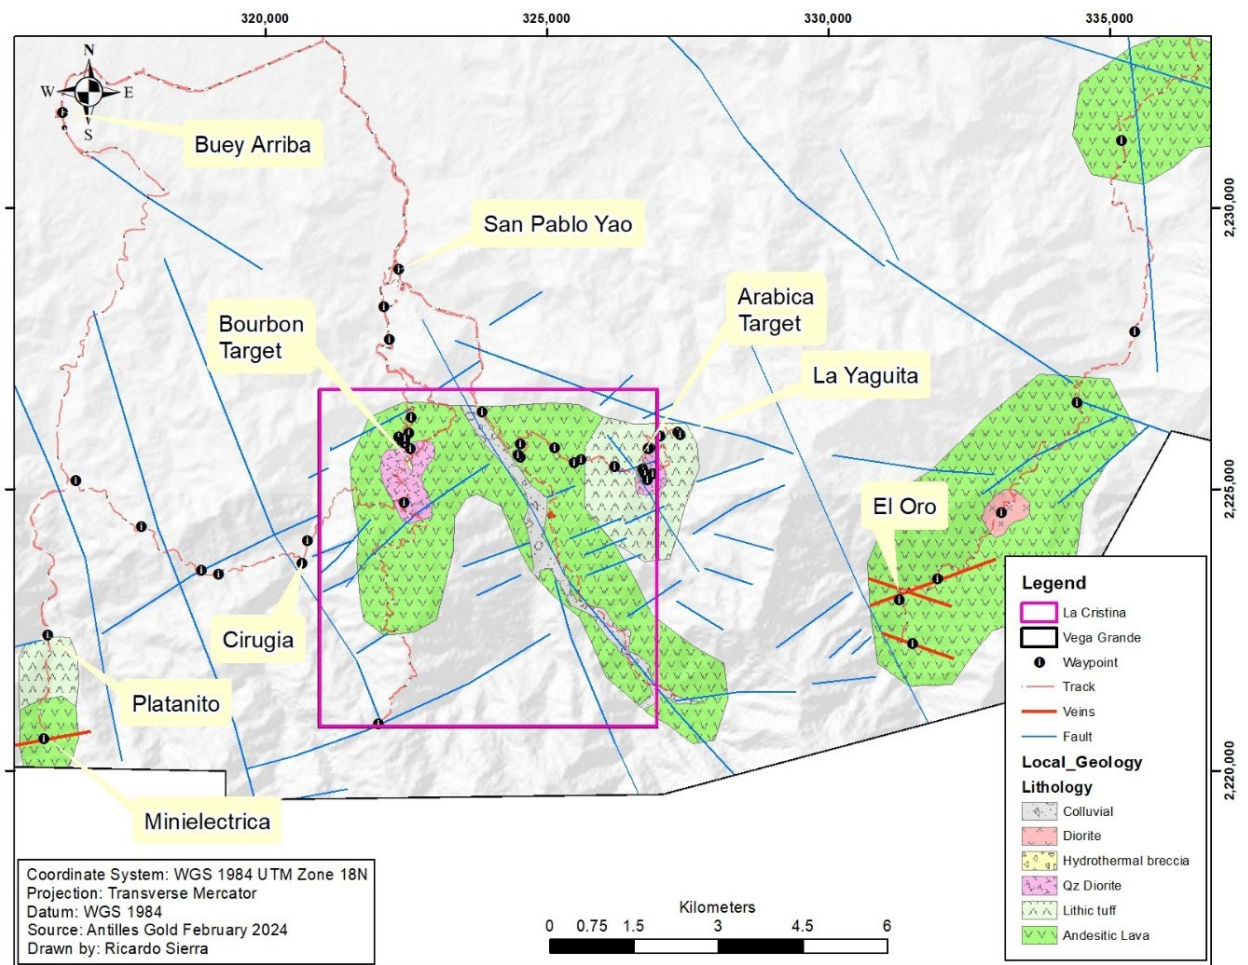 320,000
325,000
330,000
335,000
N
W
E
S
Buey Arriba
San Pablo Yao
2,230,000
Bourbon
Target
Arabica
Target
La Yaguita
2,225,000
El Oro
Cirugia
Platanito
2,220,000
Minielectrica
Legend
La Cristina
Vega Grande
Waypoint
Track
Veins
Fault
Local_Geology
Lithology
Colluvial
Diorite
Hydrothermal breccia
Qz Diorite
Lithic tuff
Andesitic Lava
Coordinate System: WGS 1984 UTM Zone 18N
Projection: Transverse Mercator
Datum: WGS 1984
Source: Antilles Gold February 2024
Drawn by: Ricardo Sierra
Kilometers
0 0.75 1.5 3 4.5 6